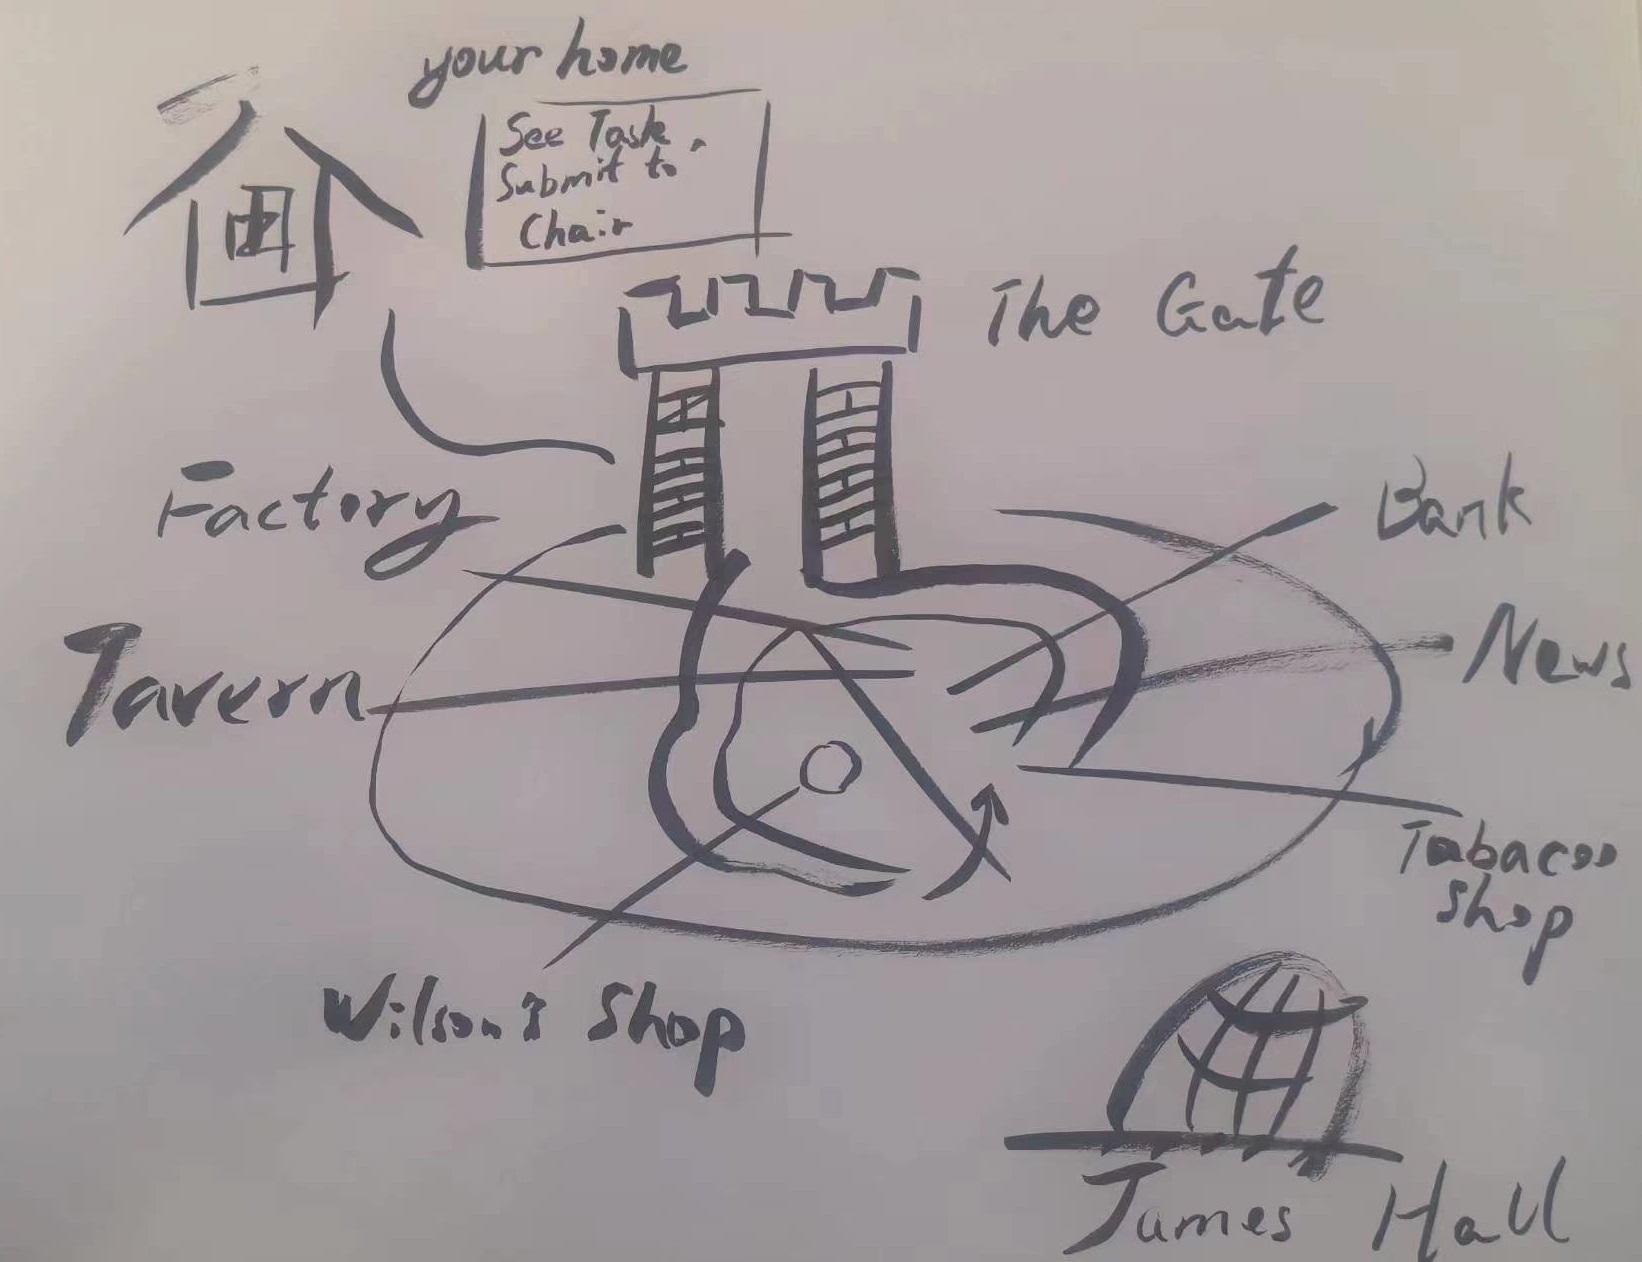 your home
See Task,
Submit to
Chair
The Gate
Factory
Bank
Tavern
News
Tabacoo
Shop
Wilson's Shop
James Hall